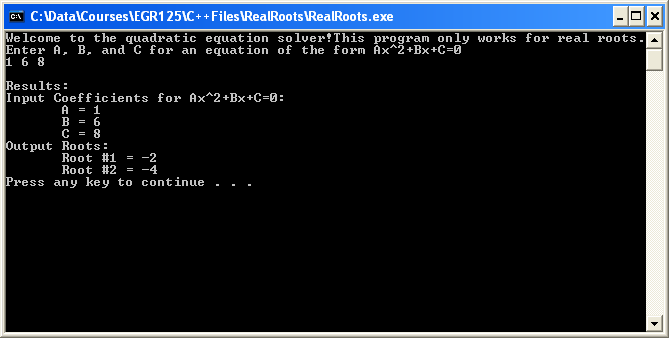 C:\Data\Courses\EGR125\C++Files\RealRoots\RealRoots.exe
Welcome to the quadratic equation solver!This program only works for real roots.
Enter A, B, and C for an equation of the form Ax^2+Bx+C=0
1 6 8
Results:
Input Coefficients for Ax^2+Bx+C=0:
A = 1
B = 6
C = 8
Output Roots:
Root #1 = -2
Root #2 = -4
Press any key to continue . . .